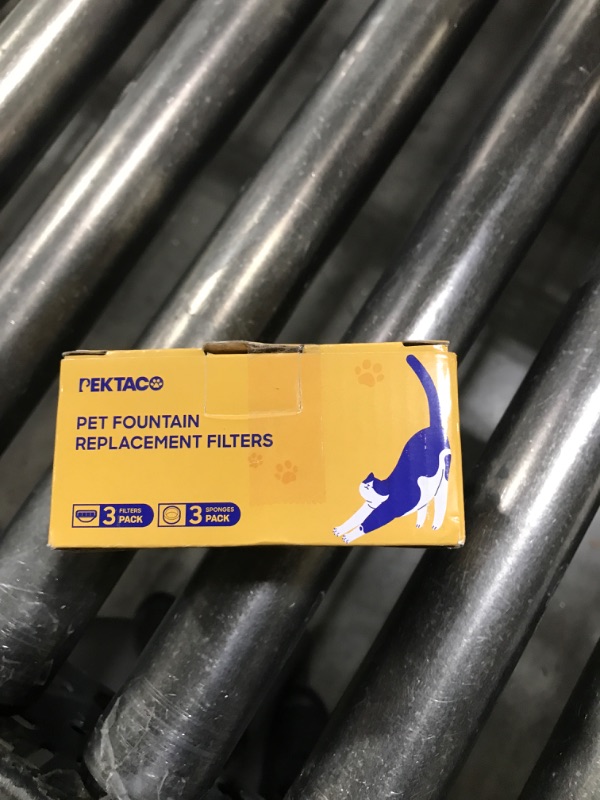 PEKTACO
PET FOUNTAIN
REPLACEMENT FILTERS
3 FILTERS PACK
3 SPONGES PACK